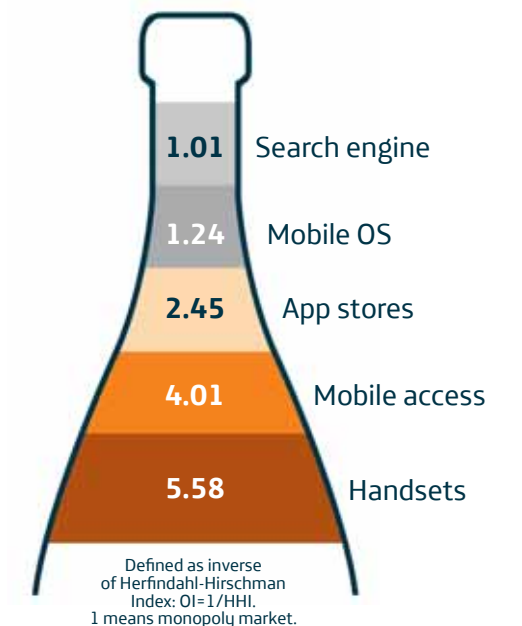 1.01 Search engine
1.24 Mobile OS
2.45 App stores
4.01 Mobile access
5.58 Handsets
Defined as inverse
of Herfindahl-Hirschman
Index: OI=1/HHI.
1 means monopoly market.